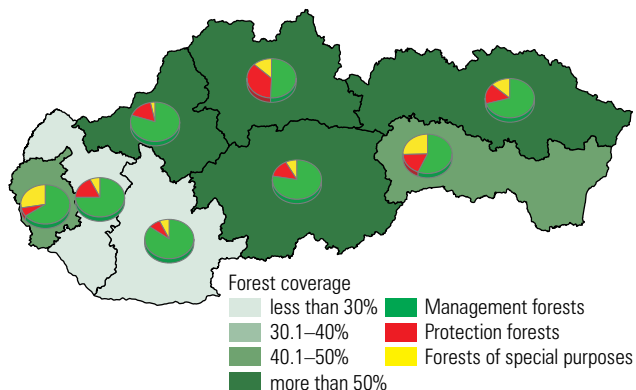 Forest coverage
less than 30%
30.1–40%
40.1–50%
more than 50%
Management forests
Protection forests
Forests of special purposes